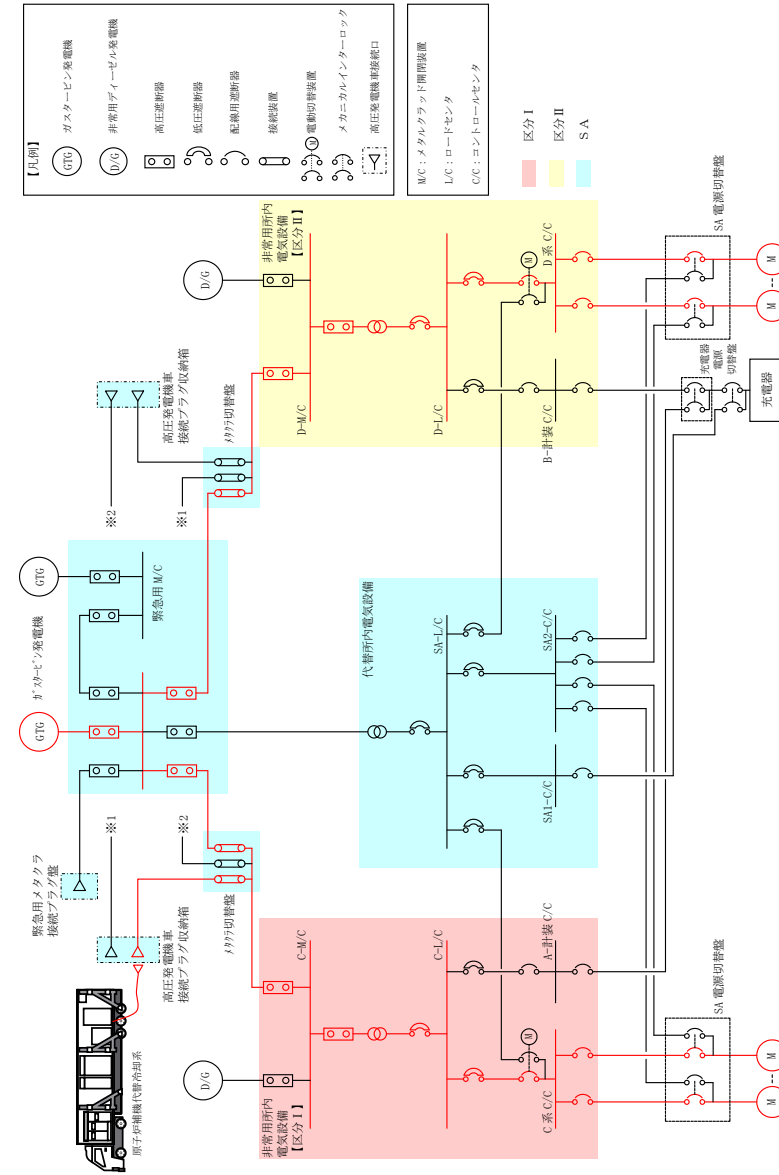 【凡例】
GTG ガスタービン発電機
D/G 非常用ディーゼル発電機
高圧遮断器
低圧遮断器
配線用遮断器
接続装置
M 電動切替装置
メカニカルインターロック
高圧発電機車接続口
M/C：メタルクラッド開閉装置
L/C：ロードセンタ
C/C：コントロールセンタ
区分Ⅰ
区分Ⅱ
SA
原子炉補機代替冷却系
緊急用メタクラ
接続プラグ盤
高圧発電機車
接続プラグ収納箱
※1
※2
メタクラ切替盤
GTG
ガスタービン発電機
GTG
緊急用 M/C
※2
※1
高圧発電機車
接続プラグ収納箱
メタクラ切替盤
D/G
非常用所内
電気設備
【区分Ⅰ】
C-M/C
C-L/C
M
C系 C/C
A-計装 C/C
SA 電源切替盤
M
M
代替所内電気設備
SA-L/C
SA1-C/C
SA2-C/C
D/G
非常用所内
電気設備
【区分Ⅱ】
D-M/C
D-L/C
M
B-計装 C/C
D系 C/C
充電器
電源
切替盤
充電器
SA 電源切替盤
M
M